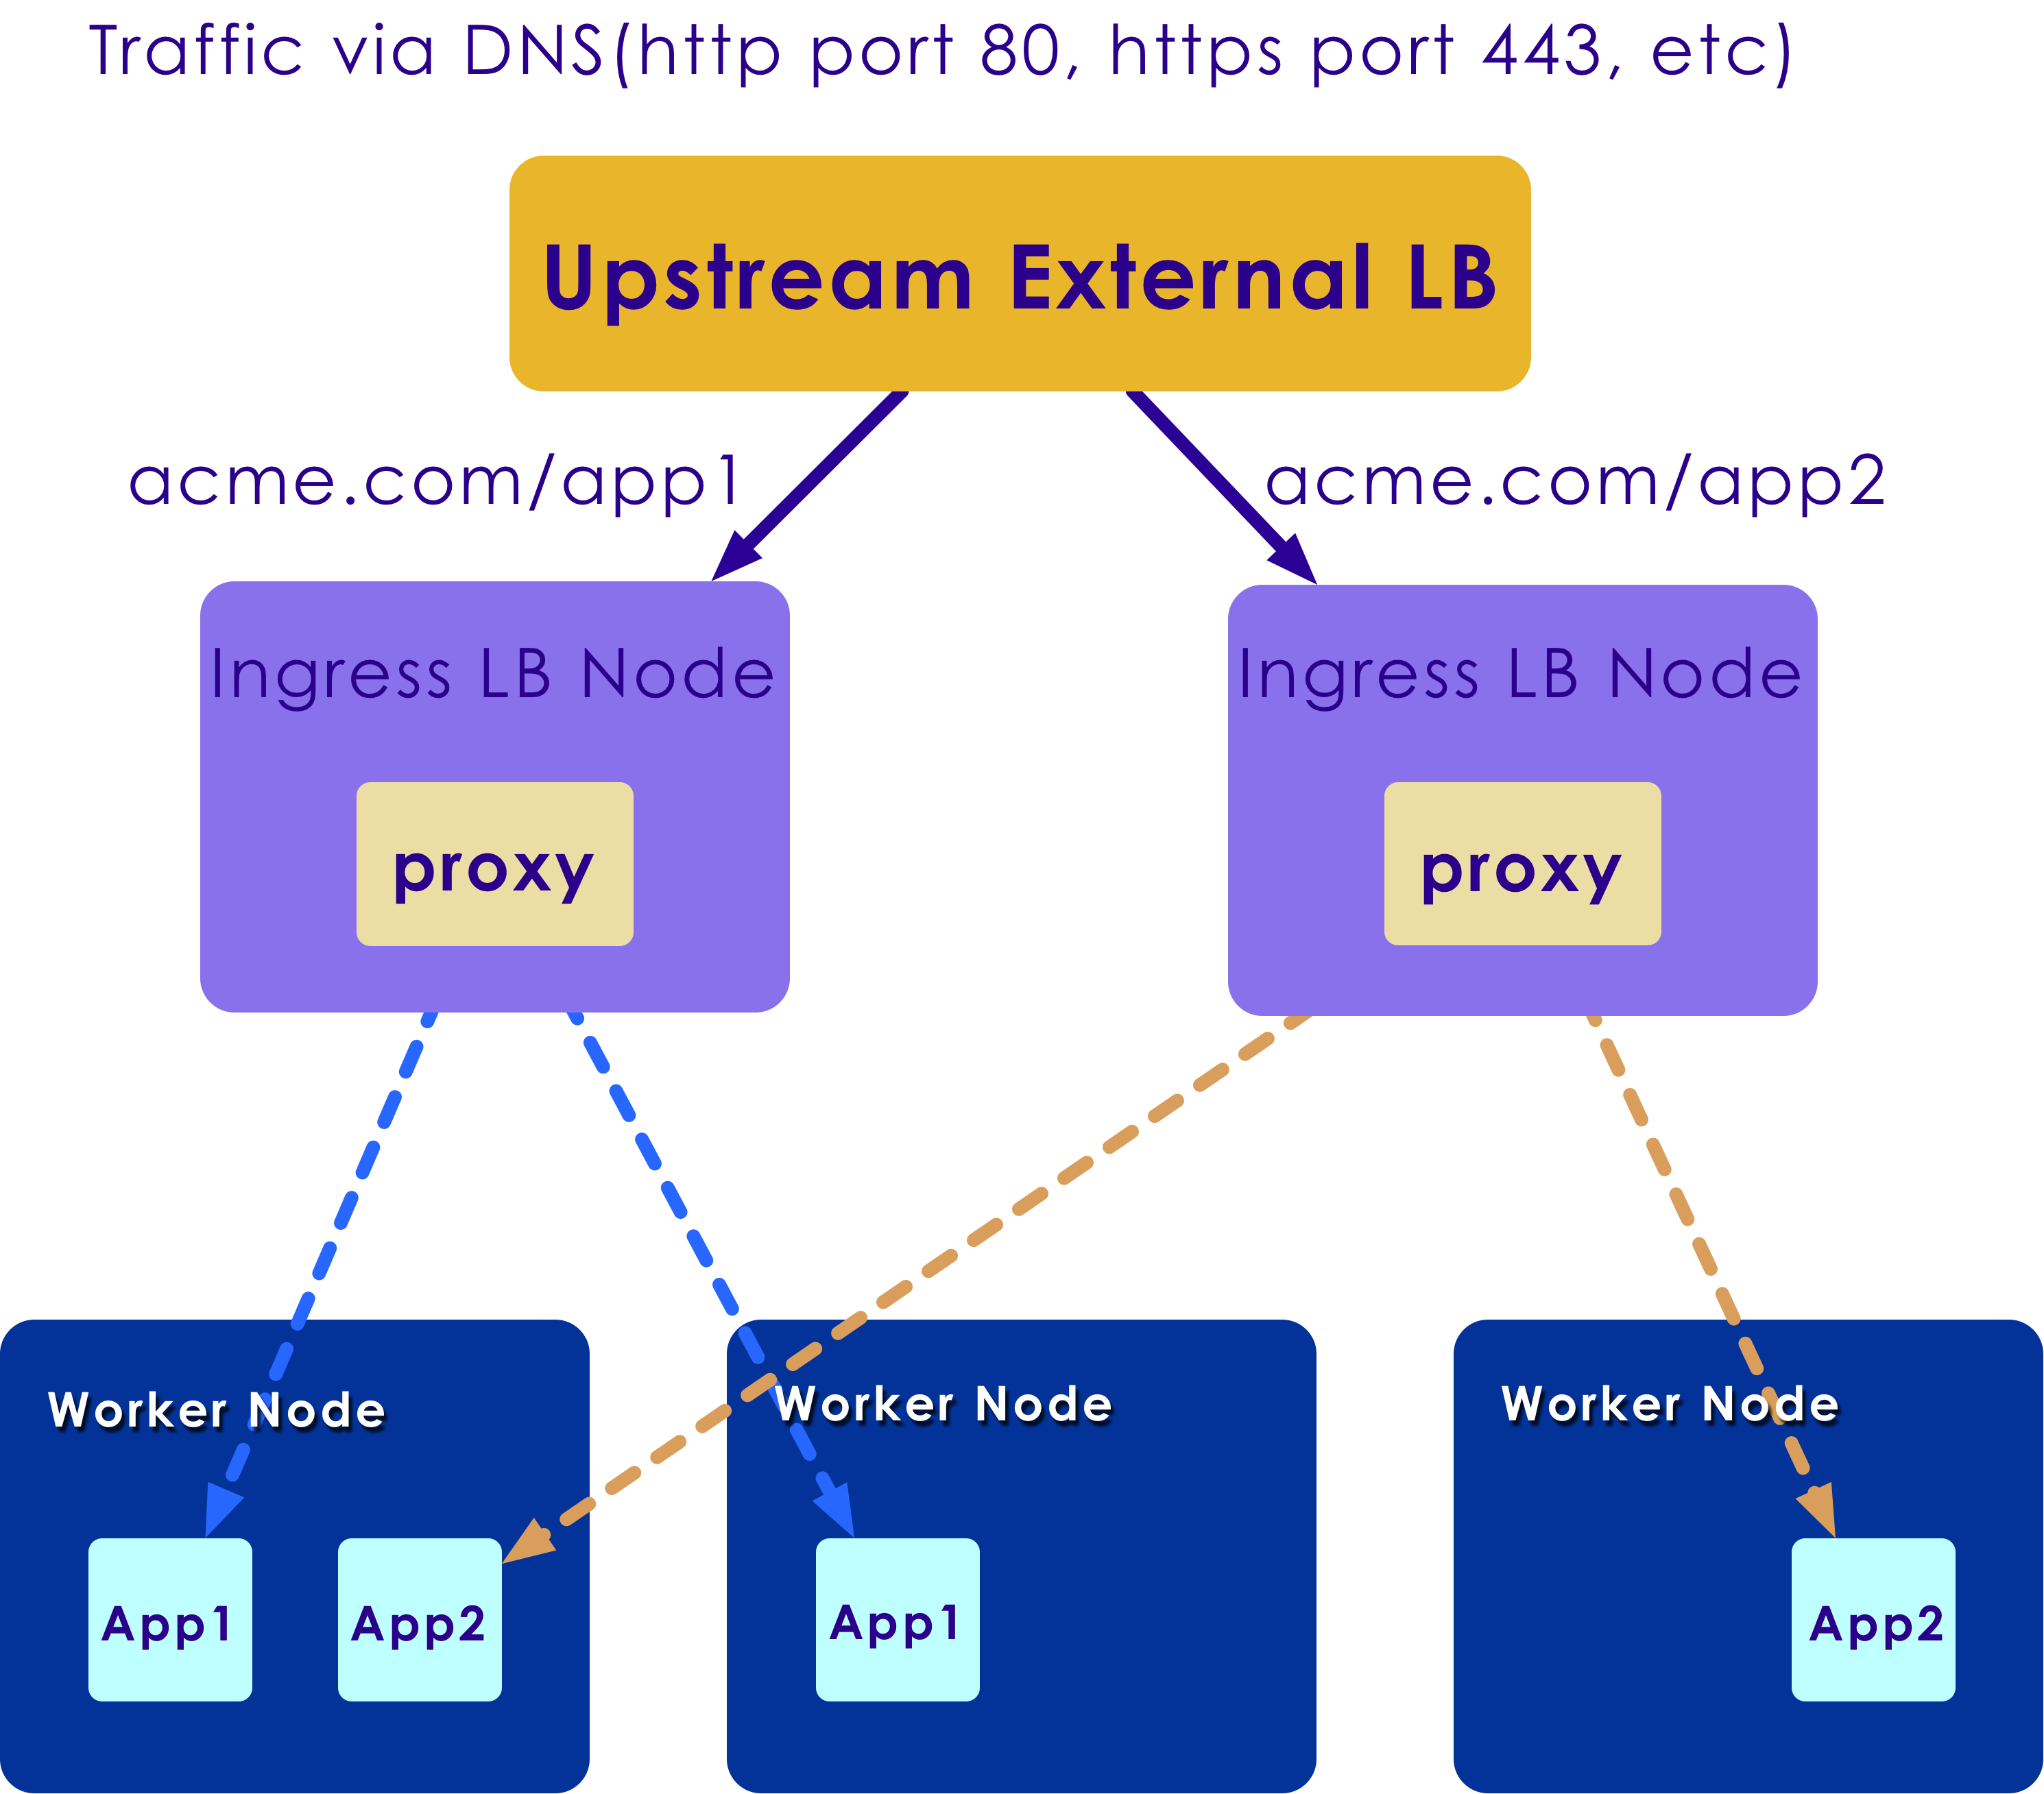 Traffic via DNS(http port 80, https port 443, etc)
Upstream External LB
acme.com/app1
acme.com/app2
Ingress LB Node
Ingress LB Node
proxy
proxy
Worker Node
Worker Node
Worker Node
App1
App2
App1
App2